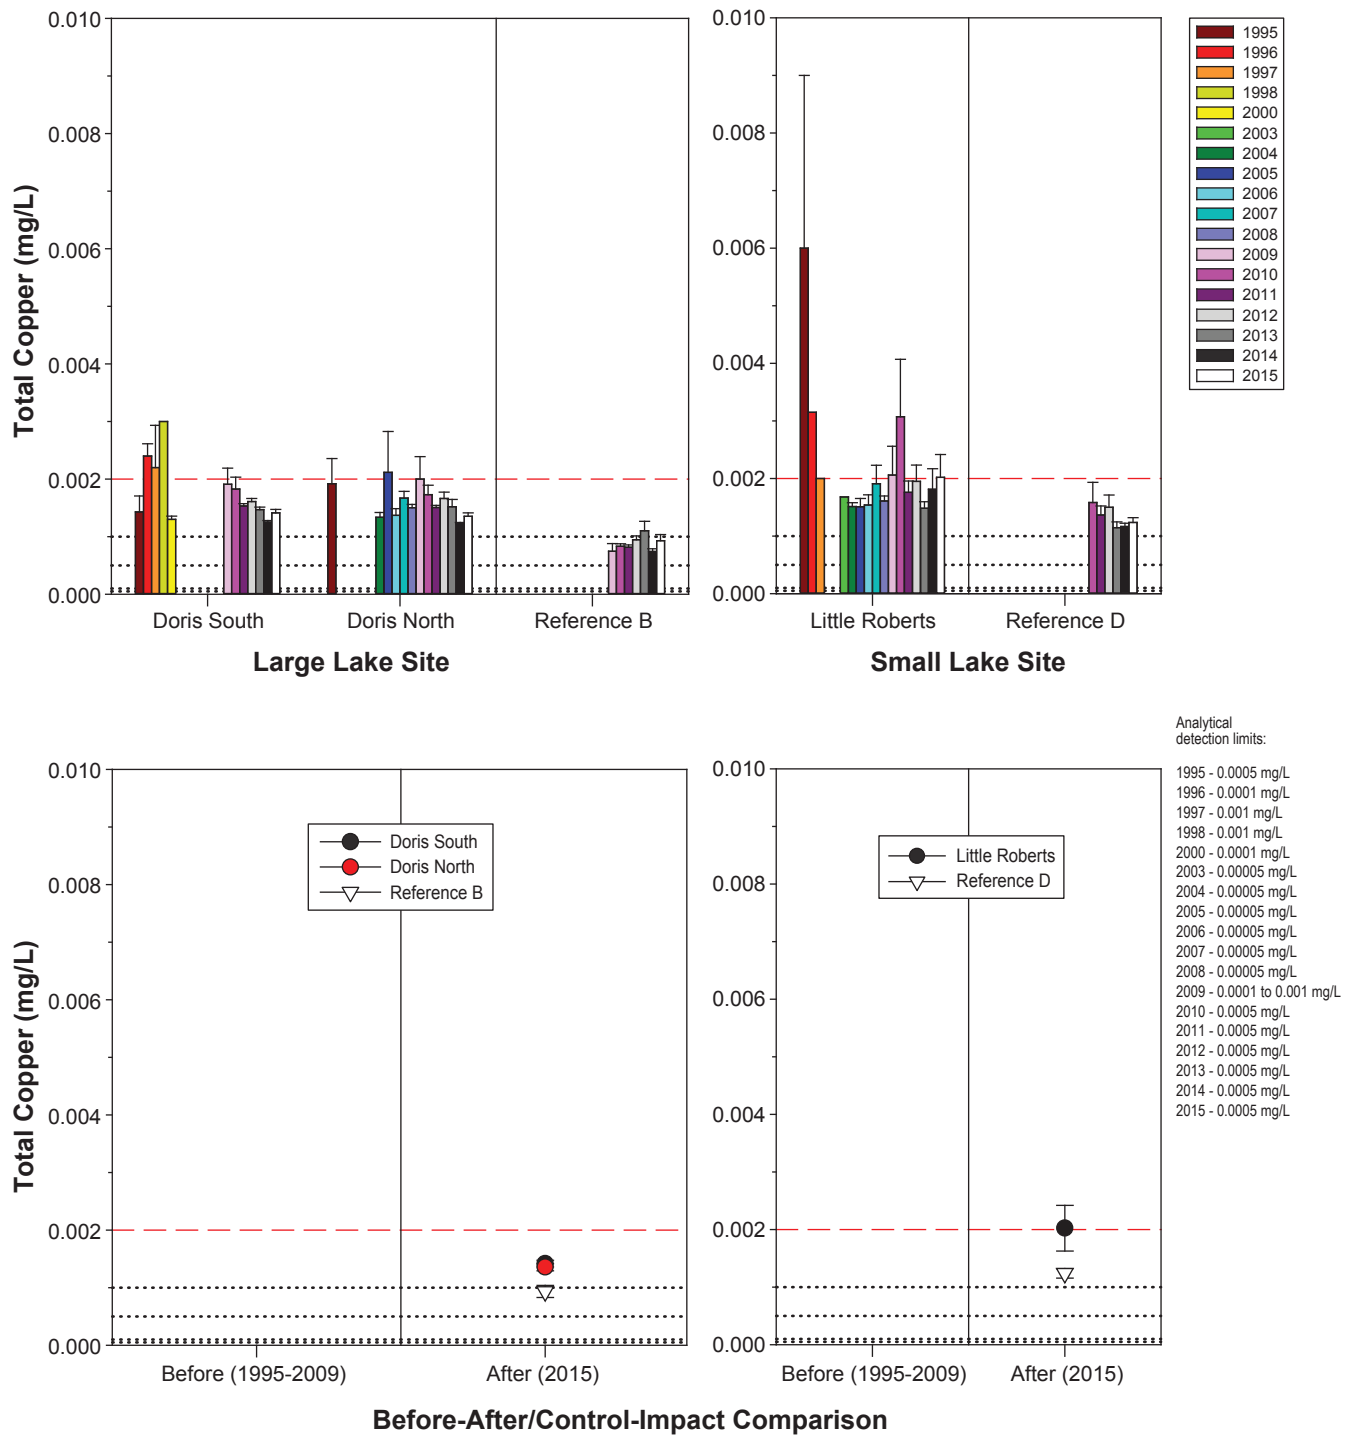 0.010
0.008
0.006
0.004
0.002
0.000
Total Copper (mg/L)
Doris South
Doris North
Reference B
Large Lake Site
0.010
0.008
0.006
0.004
0.002
0.000
Little Roberts
Reference D
Small Lake Site
1995
1996
1997
1998
2000
2003
2004
2005
2006
2007
2008
2009
2010
2011
2012
2013
2014
2015
0.010
0.008
0.006
0.004
0.002
0.000
Total Copper (mg/L)
Doris South
Doris North
Reference B
Before (1995-2009)
After (2015)
0.010
0.008
0.006
0.004
0.002
0.000
Little Roberts
Reference D
Before (1995-2009)
After (2015)
Before-After/Control-Impact Comparison
Analytical
detection limits:
1995 - 0.0005 mg/L
1996 - 0.0001 mg/L
1997 - 0.001 mg/L
1998 - 0.001 mg/L
2000 - 0.0001 mg/L
2003 - 0.00005 mg/L
2004 - 0.00005 mg/L
2005 - 0.00005 mg/L
2006 - 0.00005 mg/L
2007 - 0.00005 mg/L
2008 - 0.00005 mg/L
2009 - 0.0001 to 0.001 mg/L
2010 - 0.0005 mg/L
2011 - 0.0005 mg/L
2012 - 0.0005 mg/L
2013 - 0.0005 mg/L
2014 - 0.0005 mg/L
2015 - 0.0005 mg/L